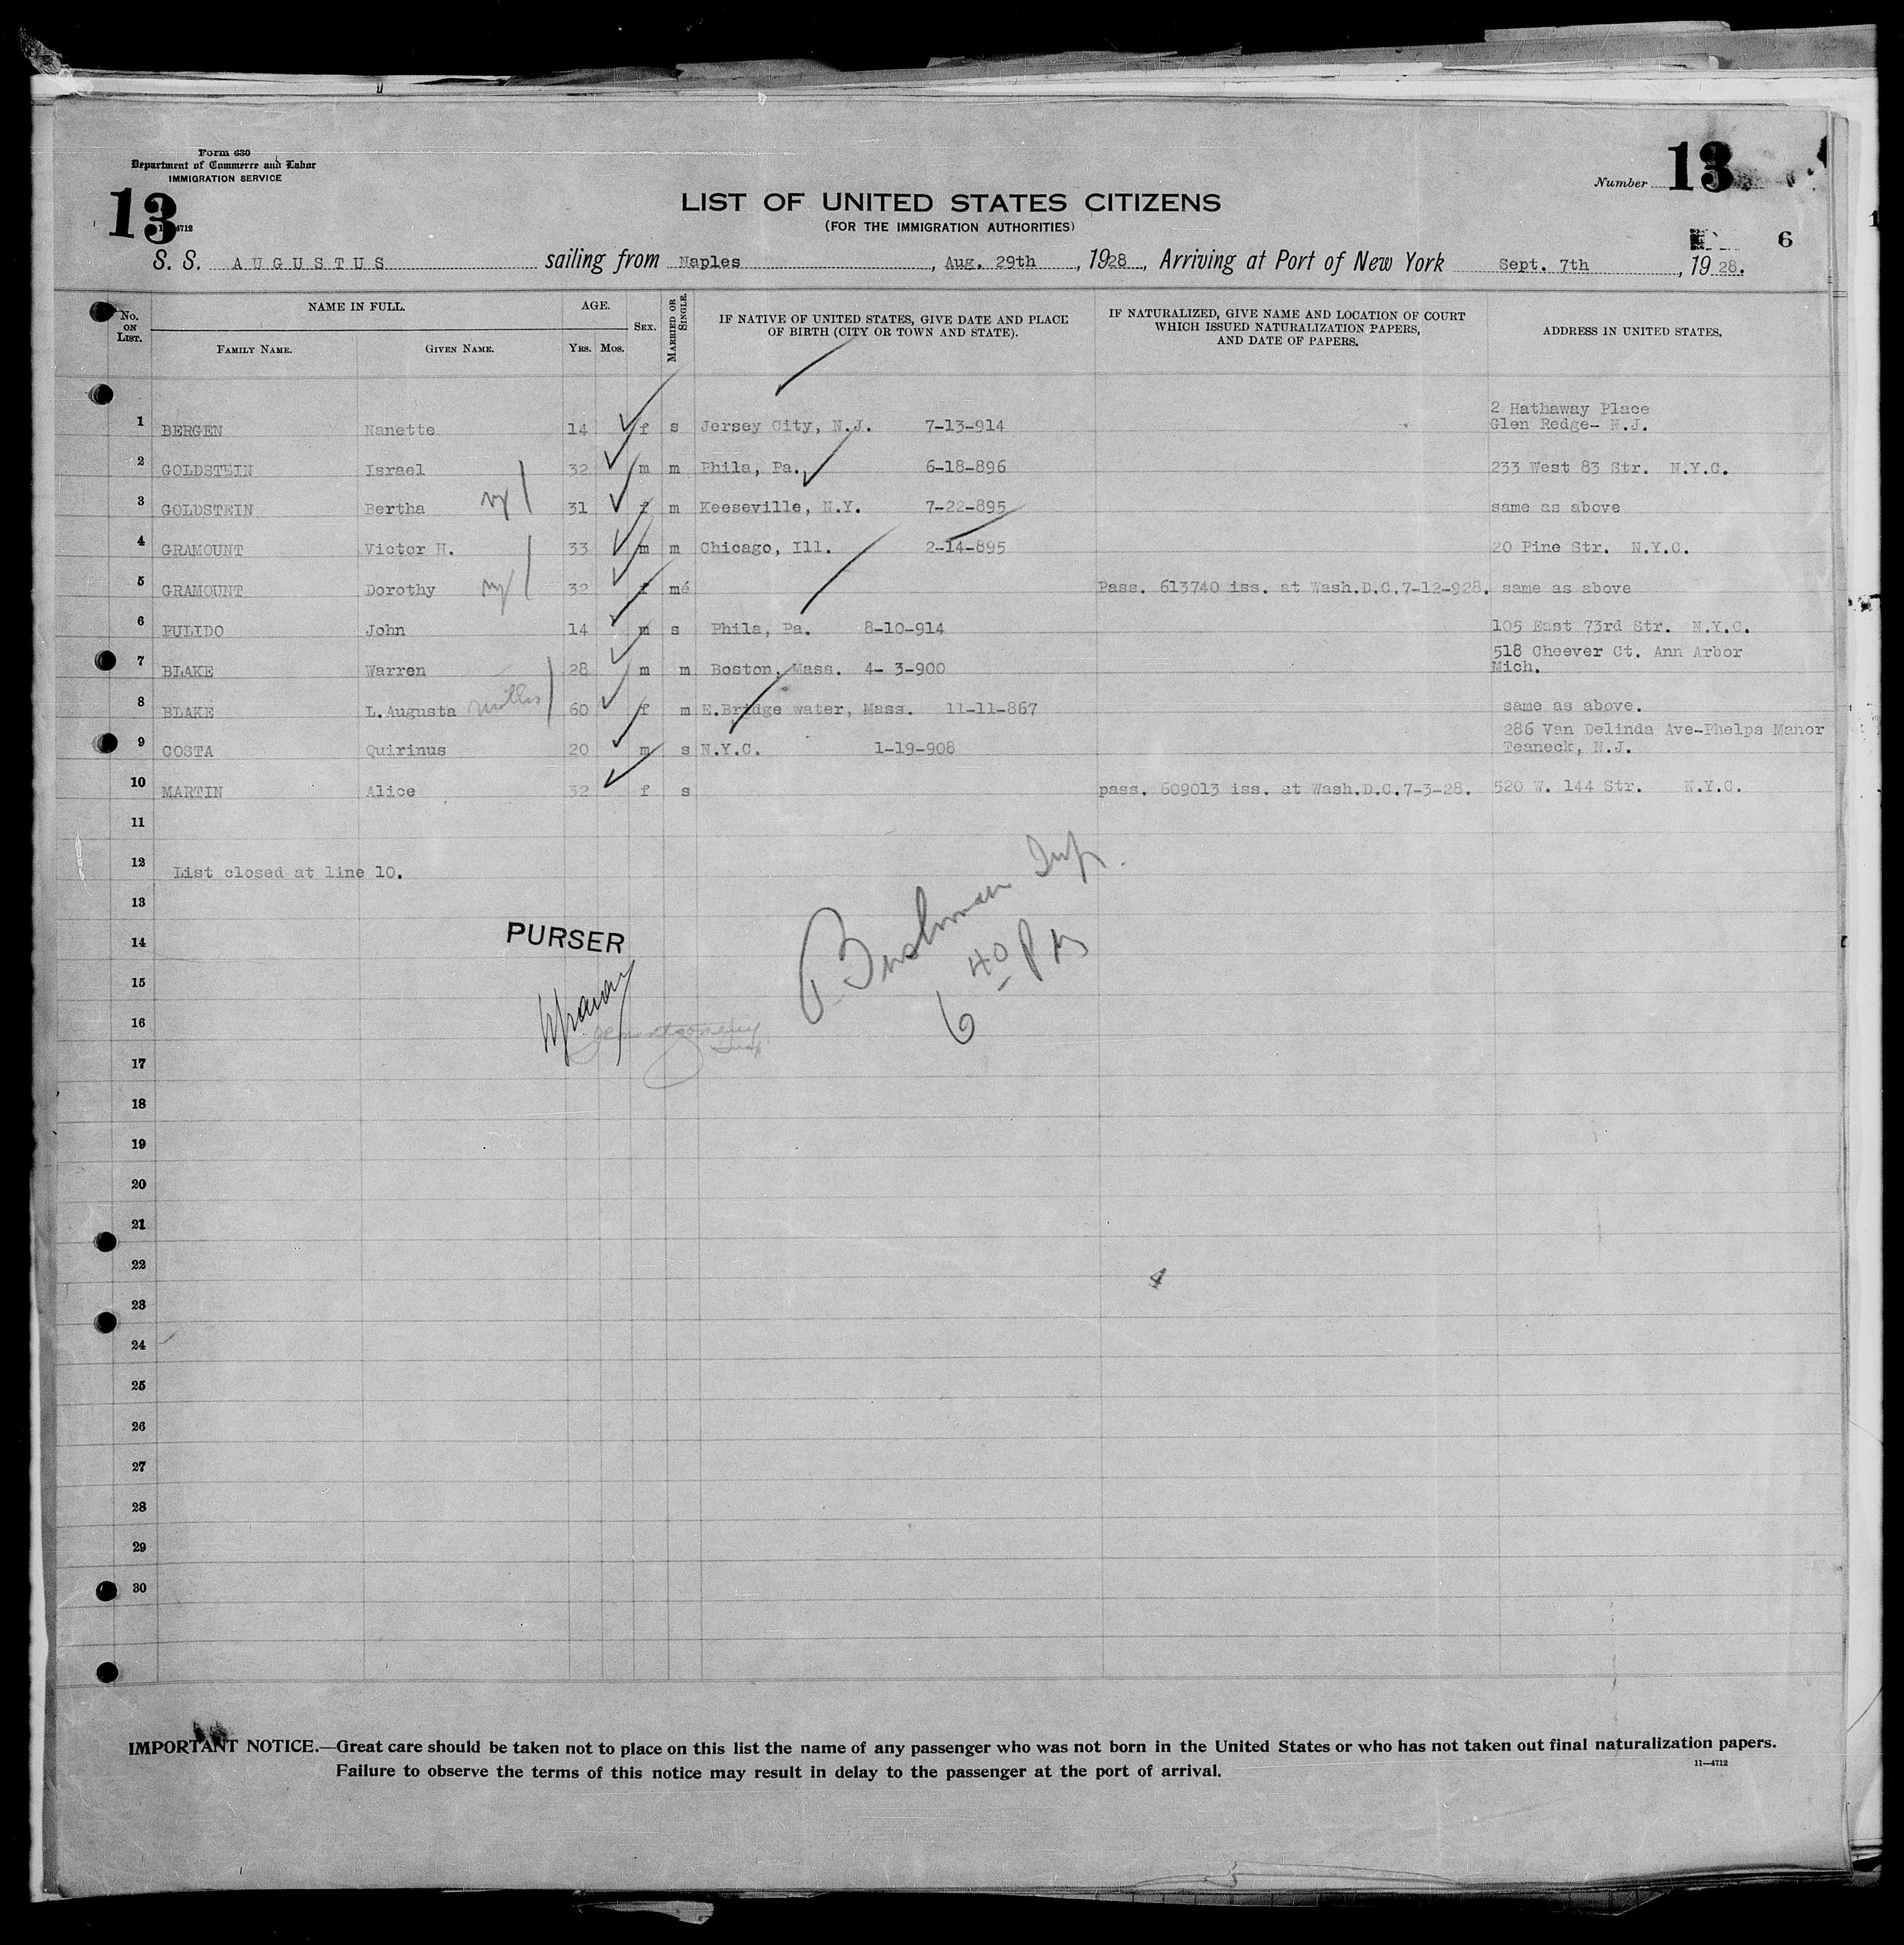 Form 630
Department of Commerce and Labor
IMMIGRATION SERVICE
13
Number 13
LIST OF UNITED STATES CITIZENS
(FOR THE IMMIGRATION AUTHORITIES)
6
S. S. AUGUSTUS sailing from Naples, Aug. 29th, 1928, Arriving at Port of New York Sept. 7th, 1928.
No. ON LIST. NAME IN FULL. AGE. SEX. MARRIED OR SINGLE. IF NATIVE OF UNITED STATES, GIVE DATE AND PLACE OF BIRTH (CITY OR TOWN AND STATE). IF NATURALIZED, GIVE NAME AND LOCATION OF COURT WHICH ISSUED NATURALIZATION PAPERS, AND DATE OF PAPERS. ADDRESS IN UNITED STATES.
FAMILY NAME. GIVEN NAME. YRS. MOS.
1 BERGEN Nanette 14 f s Jersey City, N.J. 7-13-914 2 Hathaway Place Glen Redge- N.J.
2 GOLDSTEIN Israel 32 m m Phila, Pa. 6-18-896 233 West 83 Str. N.Y.C.
3 GOLDSTEIN Bertha 31 f m Keeseville, N.Y. 7-22-895 same as above
4 GRAMOUNT Victor H. 33 m m Chicago, Ill. 2-14-895 20 Pine Str. N.Y.C.
5 GRAMOUNT Dorothy 32 f mé Pass. 613740 iss. at Wash.D.C.7-12-928. same as above
6 PULIDO John 14 m s Phila, Pa. 8-10-914 105 East 73rd Str. N.Y.C.
7 BLAKE Warren 28 m m Boston, Mass. 4- 3-900 518 Cheever Ct. Ann Arbor Mich.
8 BLAKE L.Augusta 60 f m E.Bridge water, Mass. 11-11-867 same as above.
9 COSTA Quirinus 20 m s N.Y.C. 1-19-908 286 Van Delinda Ave-Phelps Manor Teaneck, N.J.
10 MARTIN Alice 32 f s pass. 609013 iss. at Wash.D.C.7-3-28. 520 W. 144 Str. N.Y.C.
11
12 List closed at line 10.
13
14 PURSER
Bushman Insp.
6 40 PM
15
16
17
18
19
20
21
22
23
24
25
26
27
28
29
30
IMPORTANT NOTICE.—Great care should be taken not to place on this list the name of any passenger who was not born in the United States or who has not taken out final naturalization papers.
Failure to observe the terms of this notice may result in delay to the passenger at the port of arrival.
11—4712